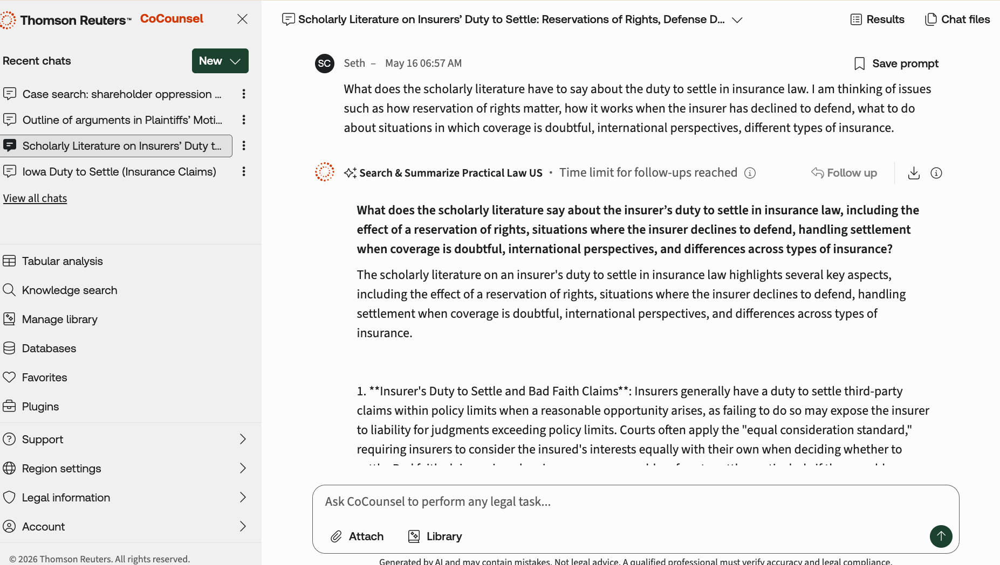 Thomson Reuters™ CoCounsel
Recent chats
New
Case search: shareholder oppression ...
Outline of arguments in Plaintiffs’ Moti...
Scholarly Literature on Insurers’ Duty t...
Iowa Duty to Settle (Insurance Claims)
View all chats
Tabular analysis
Knowledge search
Manage library
Databases
Favorites
Plugins
Support
Region settings
Legal information
Account
© 2026 Thomson Reuters. All rights reserved.
Scholarly Literature on Insurers’ Duty to Settle: Reservations of Rights, Defense D...
Results
Chat files
SC
Seth – May 16 06:57 AM
Save prompt
What does the scholarly literature have to say about the duty to settle in insurance law. I am thinking of issues
such as how reservation of rights matter, how it works when the insurer has declined to defend, what to do
about situations in which coverage is doubtful, international perspectives, different types of insurance.
Search & Summarize Practical Law US • Time limit for follow-ups reached
Follow up
What does the scholarly literature say about the insurer’s duty to settle in insurance law, including the
effect of a reservation of rights, situations where the insurer declines to defend, handling settlement
when coverage is doubtful, international perspectives, and differences across types of insurance?
The scholarly literature on an insurer's duty to settle in insurance law highlights several key aspects,
including the effect of a reservation of rights, situations where the insurer declines to defend, handling
settlement when coverage is doubtful, international perspectives, and differences across types of
insurance.
1. **Insurer's Duty to Settle and Bad Faith Claims**: Insurers generally have a duty to settle third-party
claims within policy limits when a reasonable opportunity arises, as failing to do so may expose the insurer
to liability for judgments exceeding policy limits. Courts often apply the "equal consideration standard,"
requiring insurers to consider the insured's interests equally with their own when deciding whether to
Ask CoCounsel to perform any legal task...
Attach
Library
Generated by AI and may contain mistakes. Not legal advice. A qualified professional must verify accuracy and legal compliance.